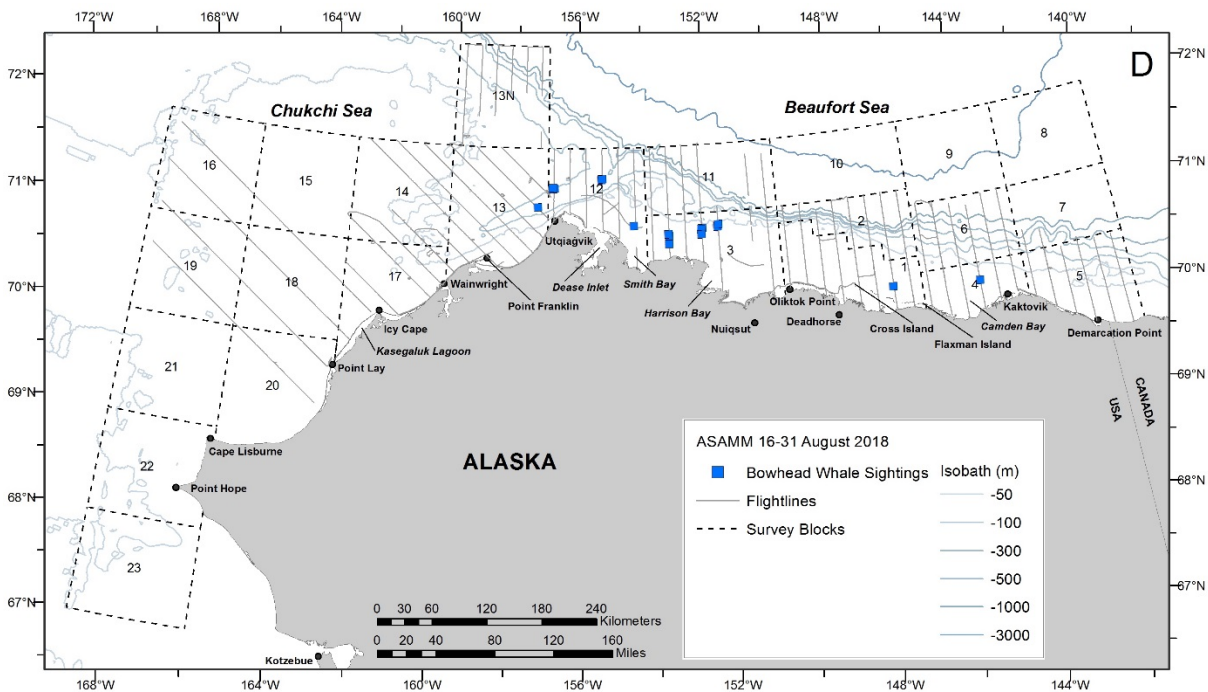 172°W 168°W 164°W 160°W 156°W 152°W 148°W 144°W 140°W
D
72°N 72°N
Chukchi Sea Beaufort Sea
13N
8
9
10
16
15
71°N 71°N
14
12
11
13
7
6
2
Utqiaġvik
3
19
18
17
1
4
5
Dease Inlet
Smith Bay
Wainwright
Point Franklin
70°N 70°N
Harrison Bay
Oliktok Point
Kaktovik
Icy Cape
Nuiqsut
Deadhorse
Cross Island
Camden Bay
Demarcation Point
Flaxman Island
Kasegaluk Lagoon
21
20
Point Lay
69°N 69°N
CANADA
USA
22
Cape Lisburne
ALASKA
Point Hope
68°N 68°N
23
67°N 67°N
Kotzebue
ASAMM 16-31 August 2018
Bowhead Whale Sightings
Flightlines
Survey Blocks
Isobath (m)
-50
-100
-300
-500
-1000
-3000
0 30 60 120 180 240
Kilometers
0 20 40 80 120 160
Miles
168°W 164°W 160°W 156°W 152°W 148°W 144°W